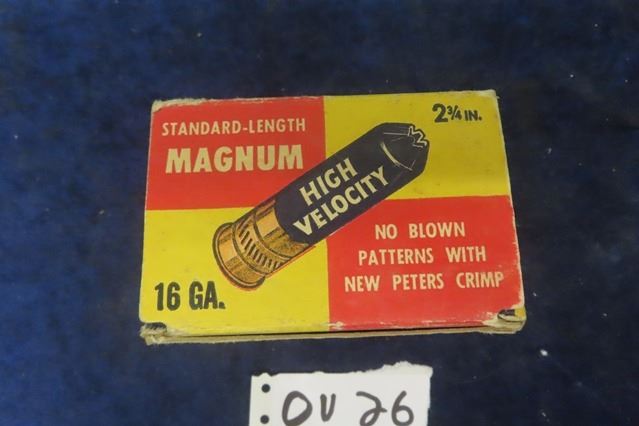 STANDARD-LENGTH
MAGNUM
2¾ IN.
HIGH
VELOCITY
NO BLOWN
PATTERNS WITH
NEW PETERS CRIMP
16 GA.
OV 26